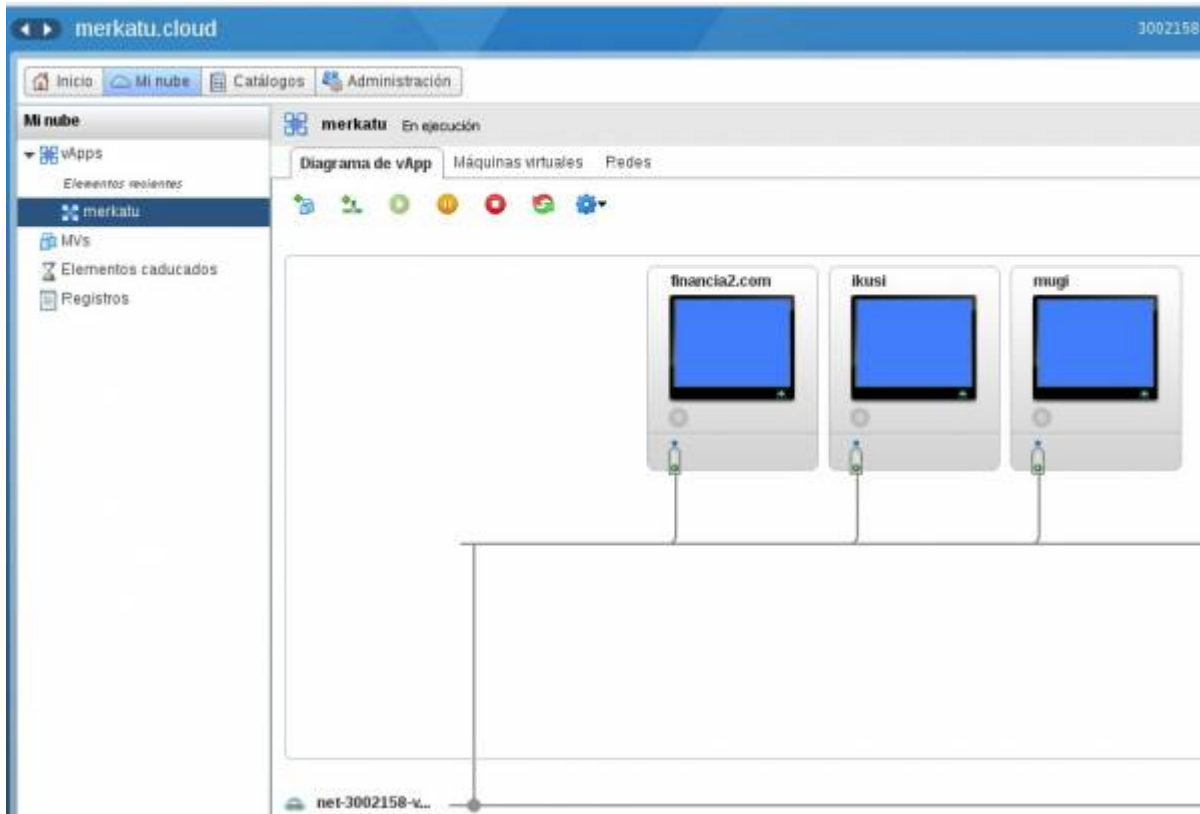 merkatu.cloud
3002158
Inicio Mi nube Catálogos Administración
Mi nube
merkatu En ejecución
vApps
Diagrama de vApp Máquinas virtuales Redes
Elementos recientes
merkatu
MVs
Elementos caducados
Registros
financia2.com ikusi mugi
net-3002158-v...